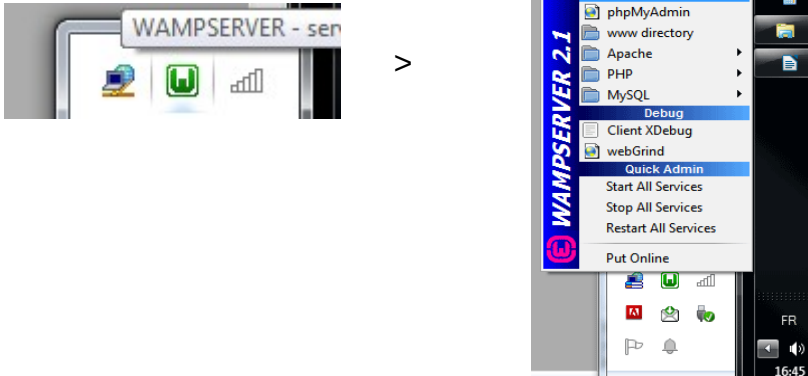 WAMPSERVER - ser
>
WAMPSERVER 2.1
phpMyAdmin
www directory
Apache
PHP
MySQL
Debug
Client XDebug
webGrind
Quick Admin
Start All Services
Stop All Services
Restart All Services
Put Online
FR
16:45